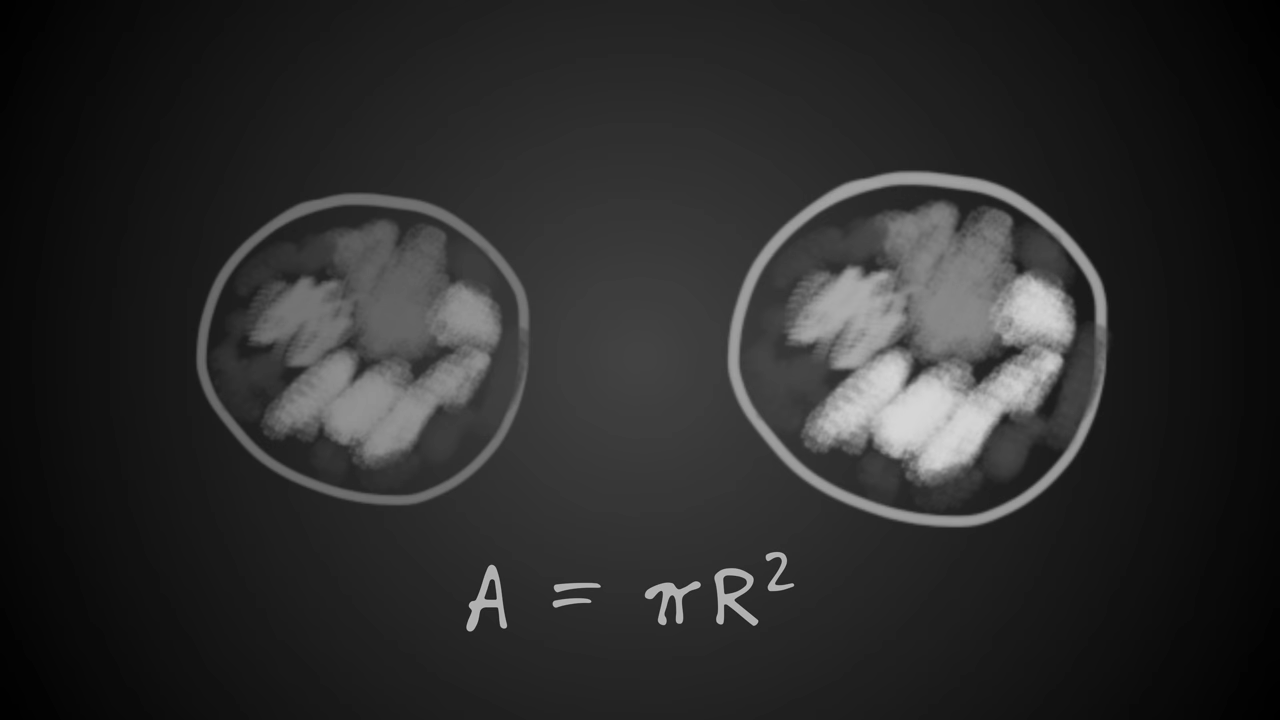 A = πR²